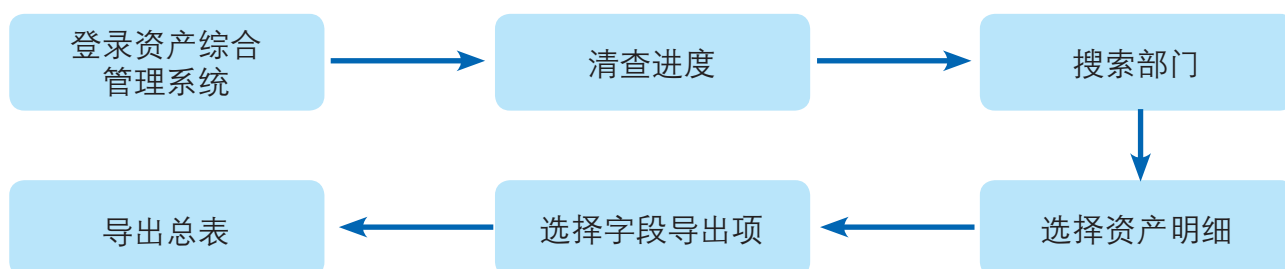 登录资产综合
管理系统
清查进度
搜索部门
选择资产明细
选择字段导出项
导出总表